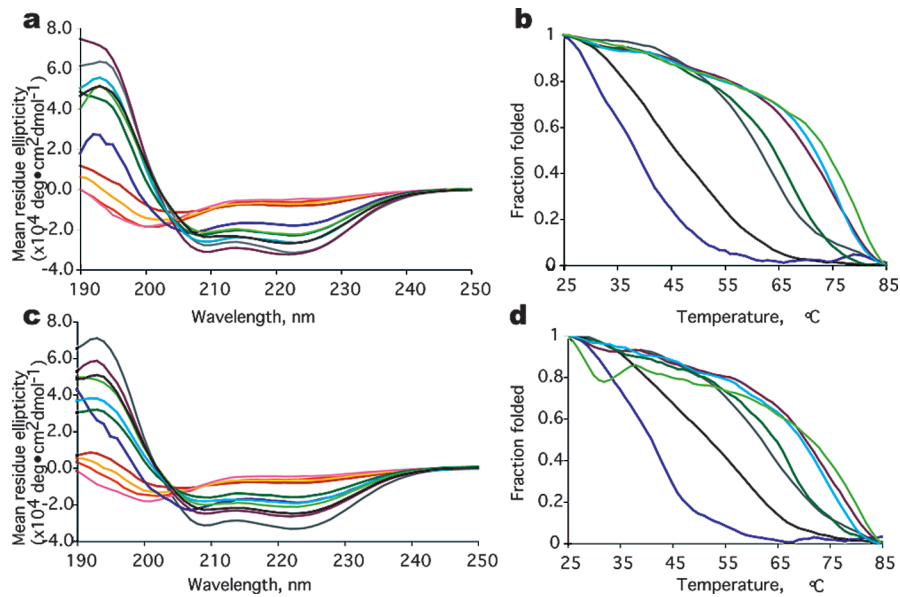 a
8.0
6.0
4.0
2.0
0.0
-2.0
-4.0
Mean residue ellipticity
(x10⁴ deg•cm²dmol⁻¹)
190 200 210 220 230 240 250
Wavelength, nm
b
1
0.8
0.6
0.4
0.2
0
Fraction folded
25 35 45 55 65 75 85
Temperature, °C
c
8.0
6.0
4.0
2.0
0.0
-2.0
-4.0
Mean residue ellipticity
(x10⁴ deg•cm²dmol⁻¹)
190 200 210 220 230 240 250
Wavelength, nm
d
1
0.8
0.6
0.4
0.2
0
Fraction folded
25 35 45 55 65 75 85
Temperature, °C